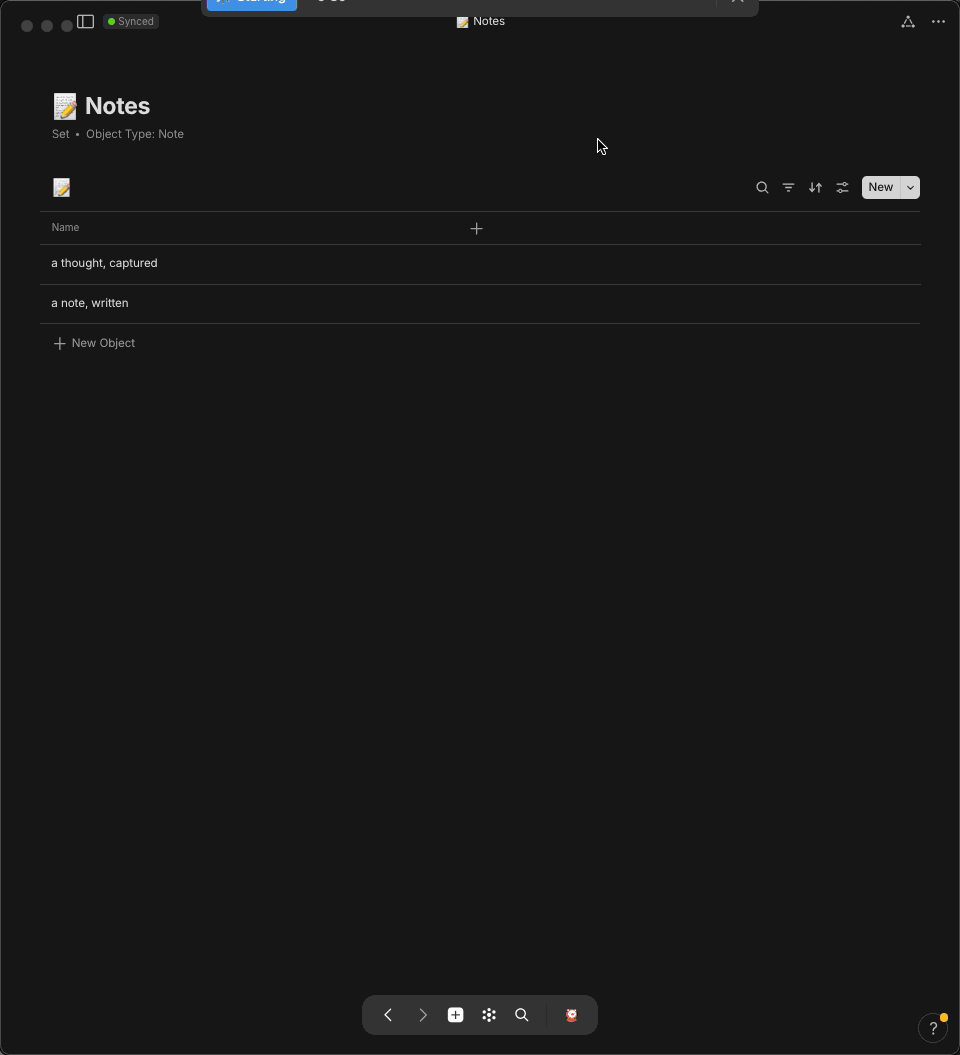 Synced
Notes
Notes
Set • Object Type: Note
New
Name
a thought, captured
a note, written
New Object
?